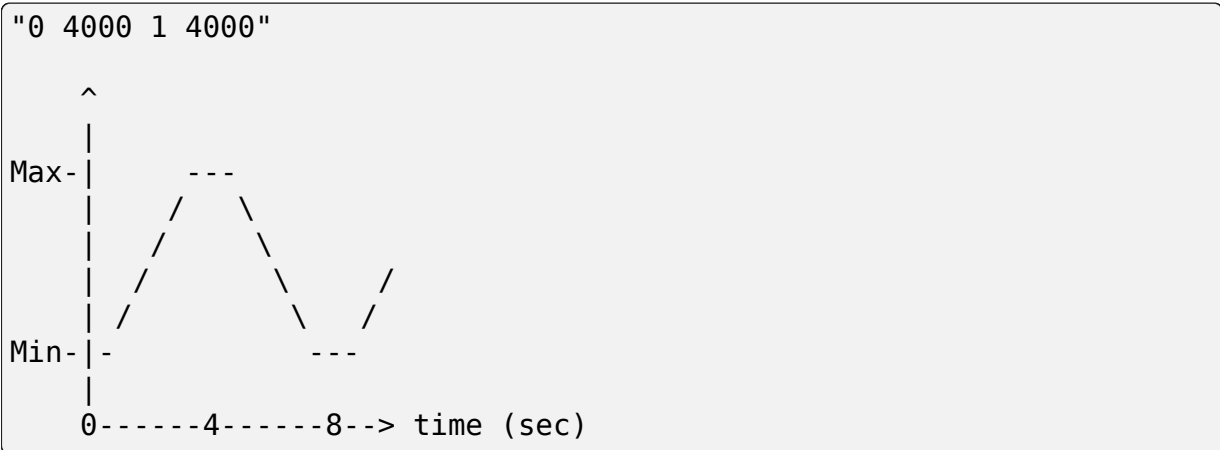 "0 4000 1 4000"

     ^
     |
Max-|      ---
     |     /   \
     |    /     \
     |   /       \      /
     | /          \   /
Min-|-            ---
     |
     0------4------8--> time (sec)